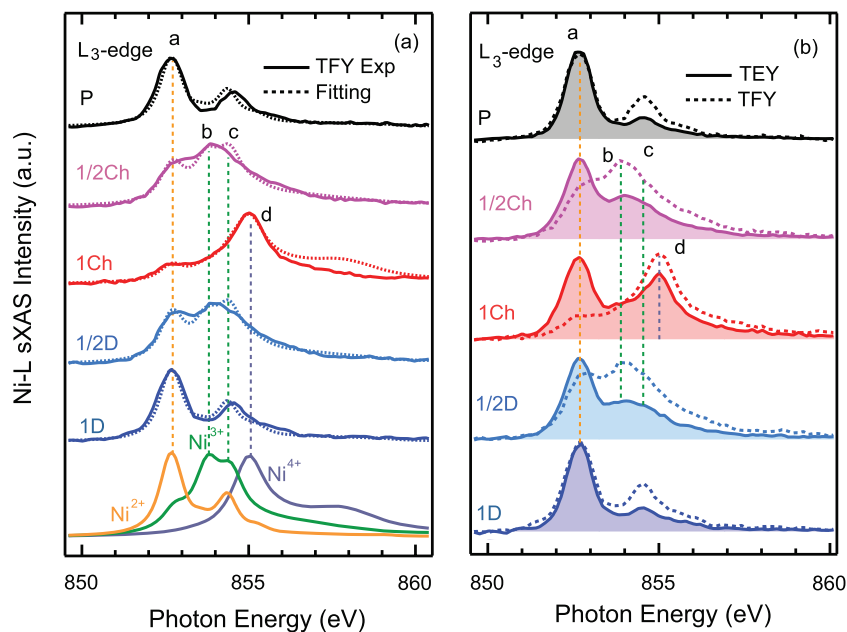 Ni-L sXAS Intensity (a.u.)
L3-edge
a
(a)
TFY Exp
Fitting
P
b
c
1/2Ch
d
1Ch
1/2D
1D
Ni3+
Ni4+
Ni2+
850
855
860
Photon Energy (eV)
a
(b)
L3-edge
TEY
TFY
P
b
c
1/2Ch
d
1Ch
1/2D
1D
850
855
860
Photon Energy (eV)